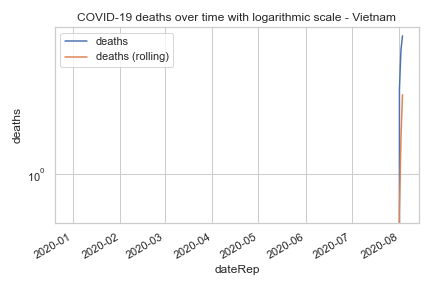 COVID-19 deaths over time with logarithmic scale - Vietnam
deaths
deaths (rolling)
deaths
10⁰
2020-01
2020-02
2020-03
2020-04
2020-05
2020-06
2020-07
2020-08
dateRep